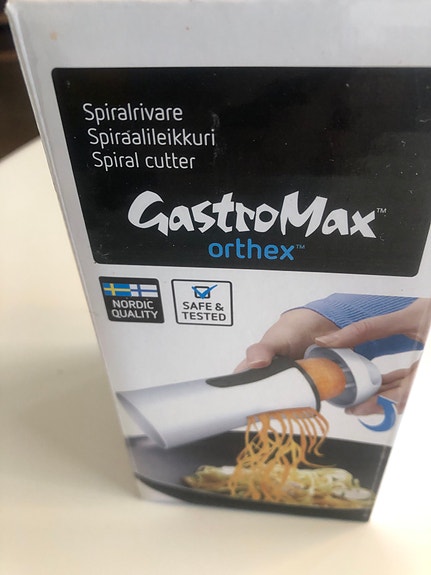 Spiralrivare
Spiraalileikkuri
Spiral cutter
GastroMax™
orthex™
NORDIC
QUALITY
SAFE &
TESTED